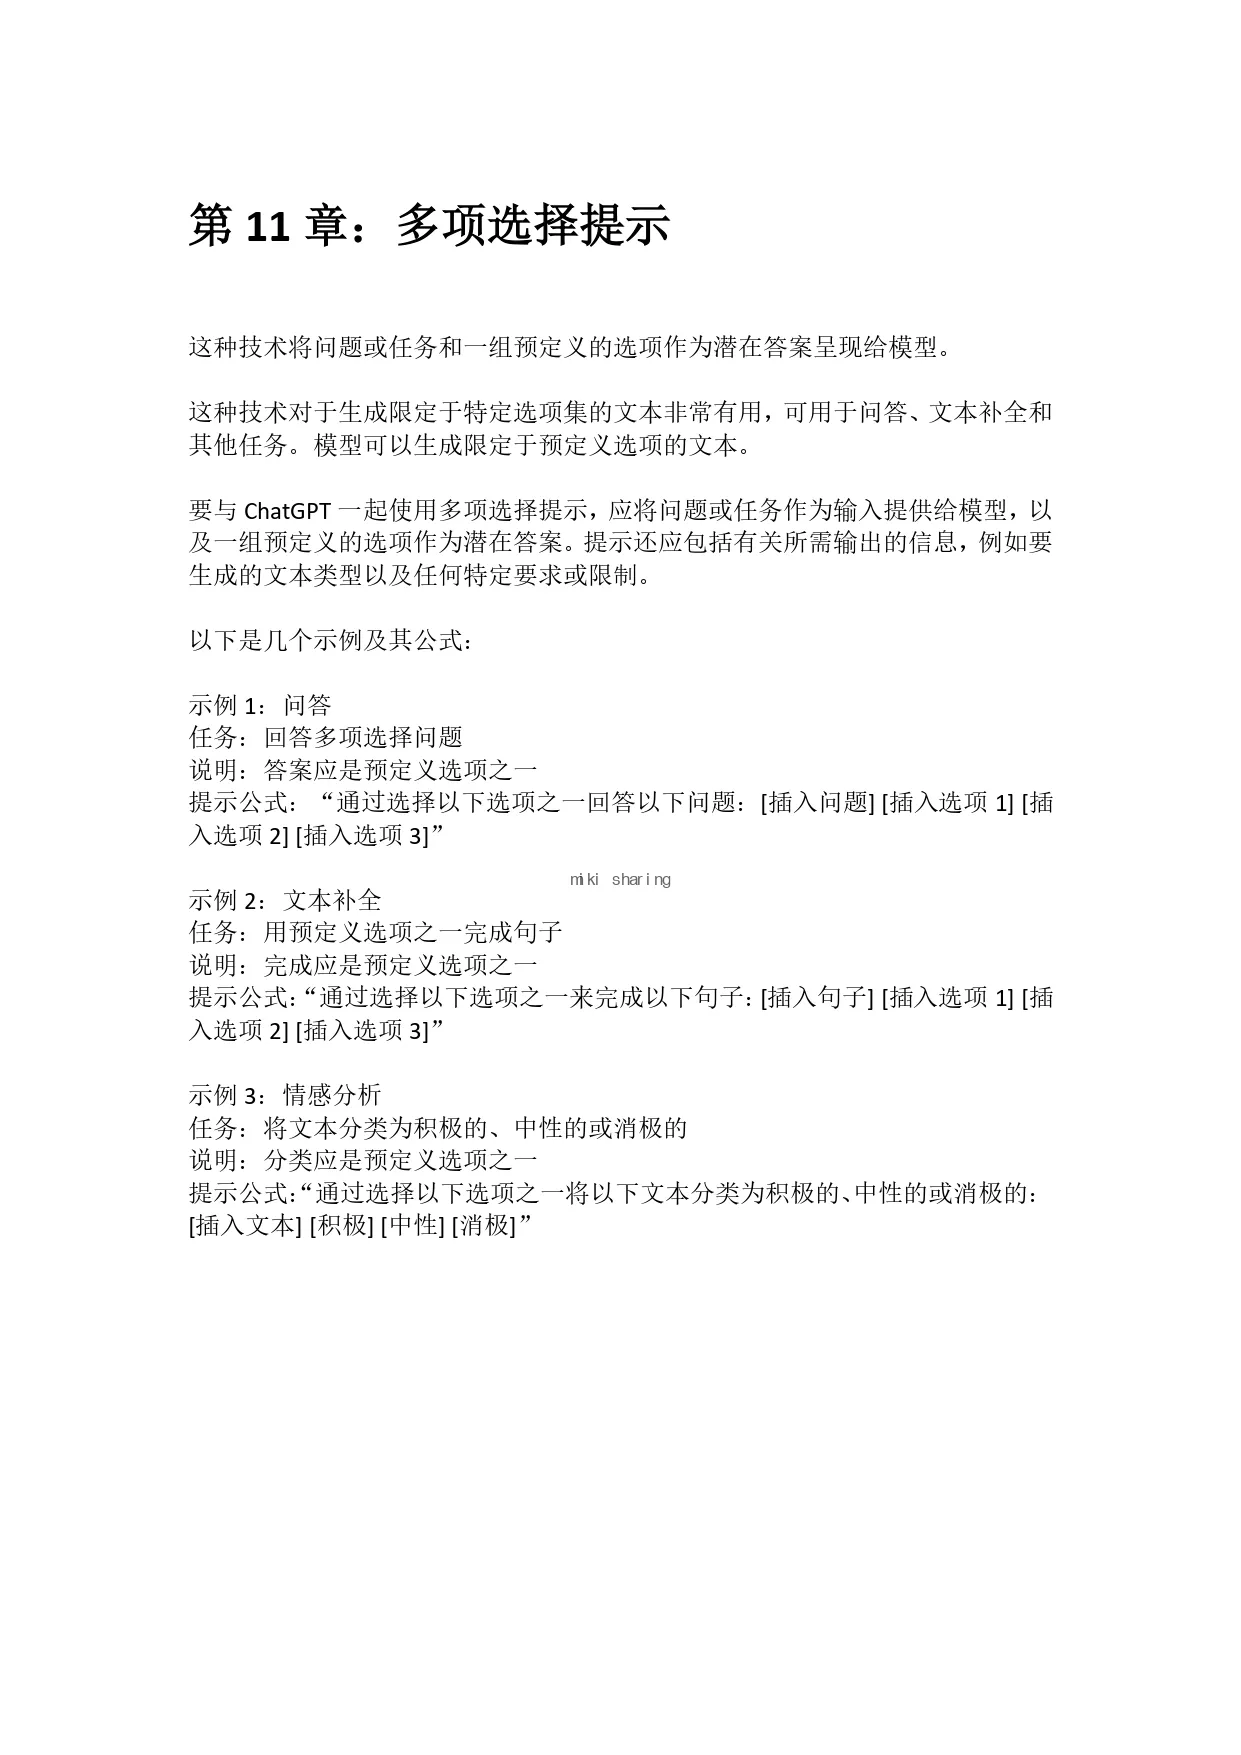 第 11 章：多项选择提示
这种技术将问题或任务和一组预定义的选项作为潜在答案呈现给模型。
这种技术对于生成限定于特定选项集的文本非常有用，可用于问答、文本补全和
其他任务。模型可以生成限定于预定义选项的文本。
要与 ChatGPT 一起使用多项选择提示，应将问题或任务作为输入提供给模型，以
及一组预定义的选项作为潜在答案。提示还应包括有关所需输出的信息，例如要
生成的文本类型以及任何特定要求或限制。
以下是几个示例及其公式：
示例 1：问答
任务：回答多项选择问题
说明：答案应是预定义选项之一
提示公式：“通过选择以下选项之一回答以下问题：[插入问题] [插入选项 1] [插
入选项 2] [插入选项 3]”
miki sharing
示例 2：文本补全
任务：用预定义选项之一完成句子
说明：完成应是预定义选项之一
提示公式：“通过选择以下选项之一来完成以下句子：[插入句子] [插入选项 1] [插
入选项 2] [插入选项 3]”
示例 3：情感分析
任务：将文本分类为积极的、中性的或消极的
说明：分类应是预定义选项之一
提示公式：“通过选择以下选项之一将以下文本分类为积极的、中性的或消极的：
[插入文本] [积极] [中性] [消极]”